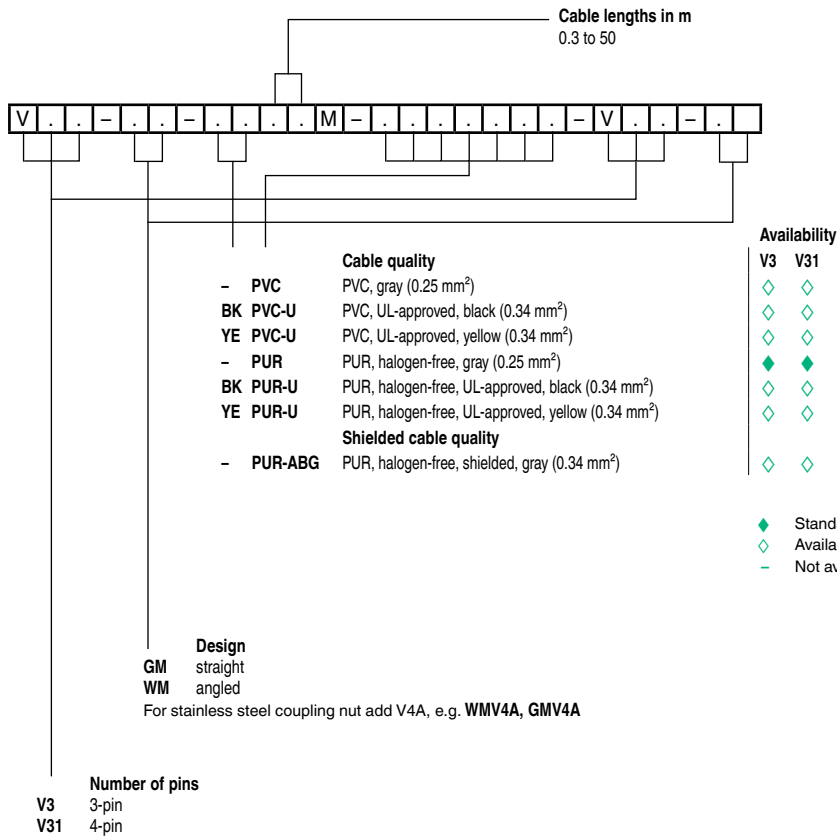 Cable lengths in m
0.3 to 50
V . . – . . – . . . . M – . . . . . . . – V . . – .
Availability
Cable quality V3 V31
– PVC PVC, gray (0.25 mm²) ◇ ◇
BK PVC-U PVC, UL-approved, black (0.34 mm²) ◇ ◇
YE PVC-U PVC, UL-approved, yellow (0.34 mm²) ◇ ◇
– PUR PUR, halogen-free, gray (0.25 mm²) ◆ ◆
BK PUR-U PUR, halogen-free, UL-approved, black (0.34 mm²) ◇ ◇
YE PUR-U PUR, halogen-free, UL-approved, yellow (0.34 mm²) ◇ ◇
Shielded cable quality
– PUR-ABG PUR, halogen-free, shielded, gray (0.34 mm²) ◇ ◇
◆ Stand
◇ Availa
– Not av
Design
GM straight
WM angled
For stainless steel coupling nut add V4A, e.g. WMV4A, GMV4A
Number of pins
V3 3-pin
V31 4-pin